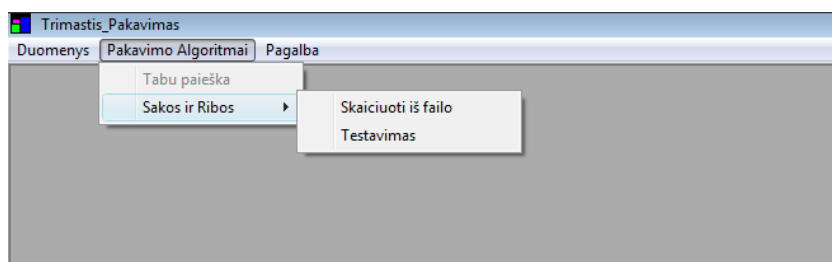 Trimastis_Pakavimas
Duomenys Pakavimo Algoritmai Pagalba
Tabu paieška
Sakos ir Ribos
Skaiciuoti iš failo
Testavimas